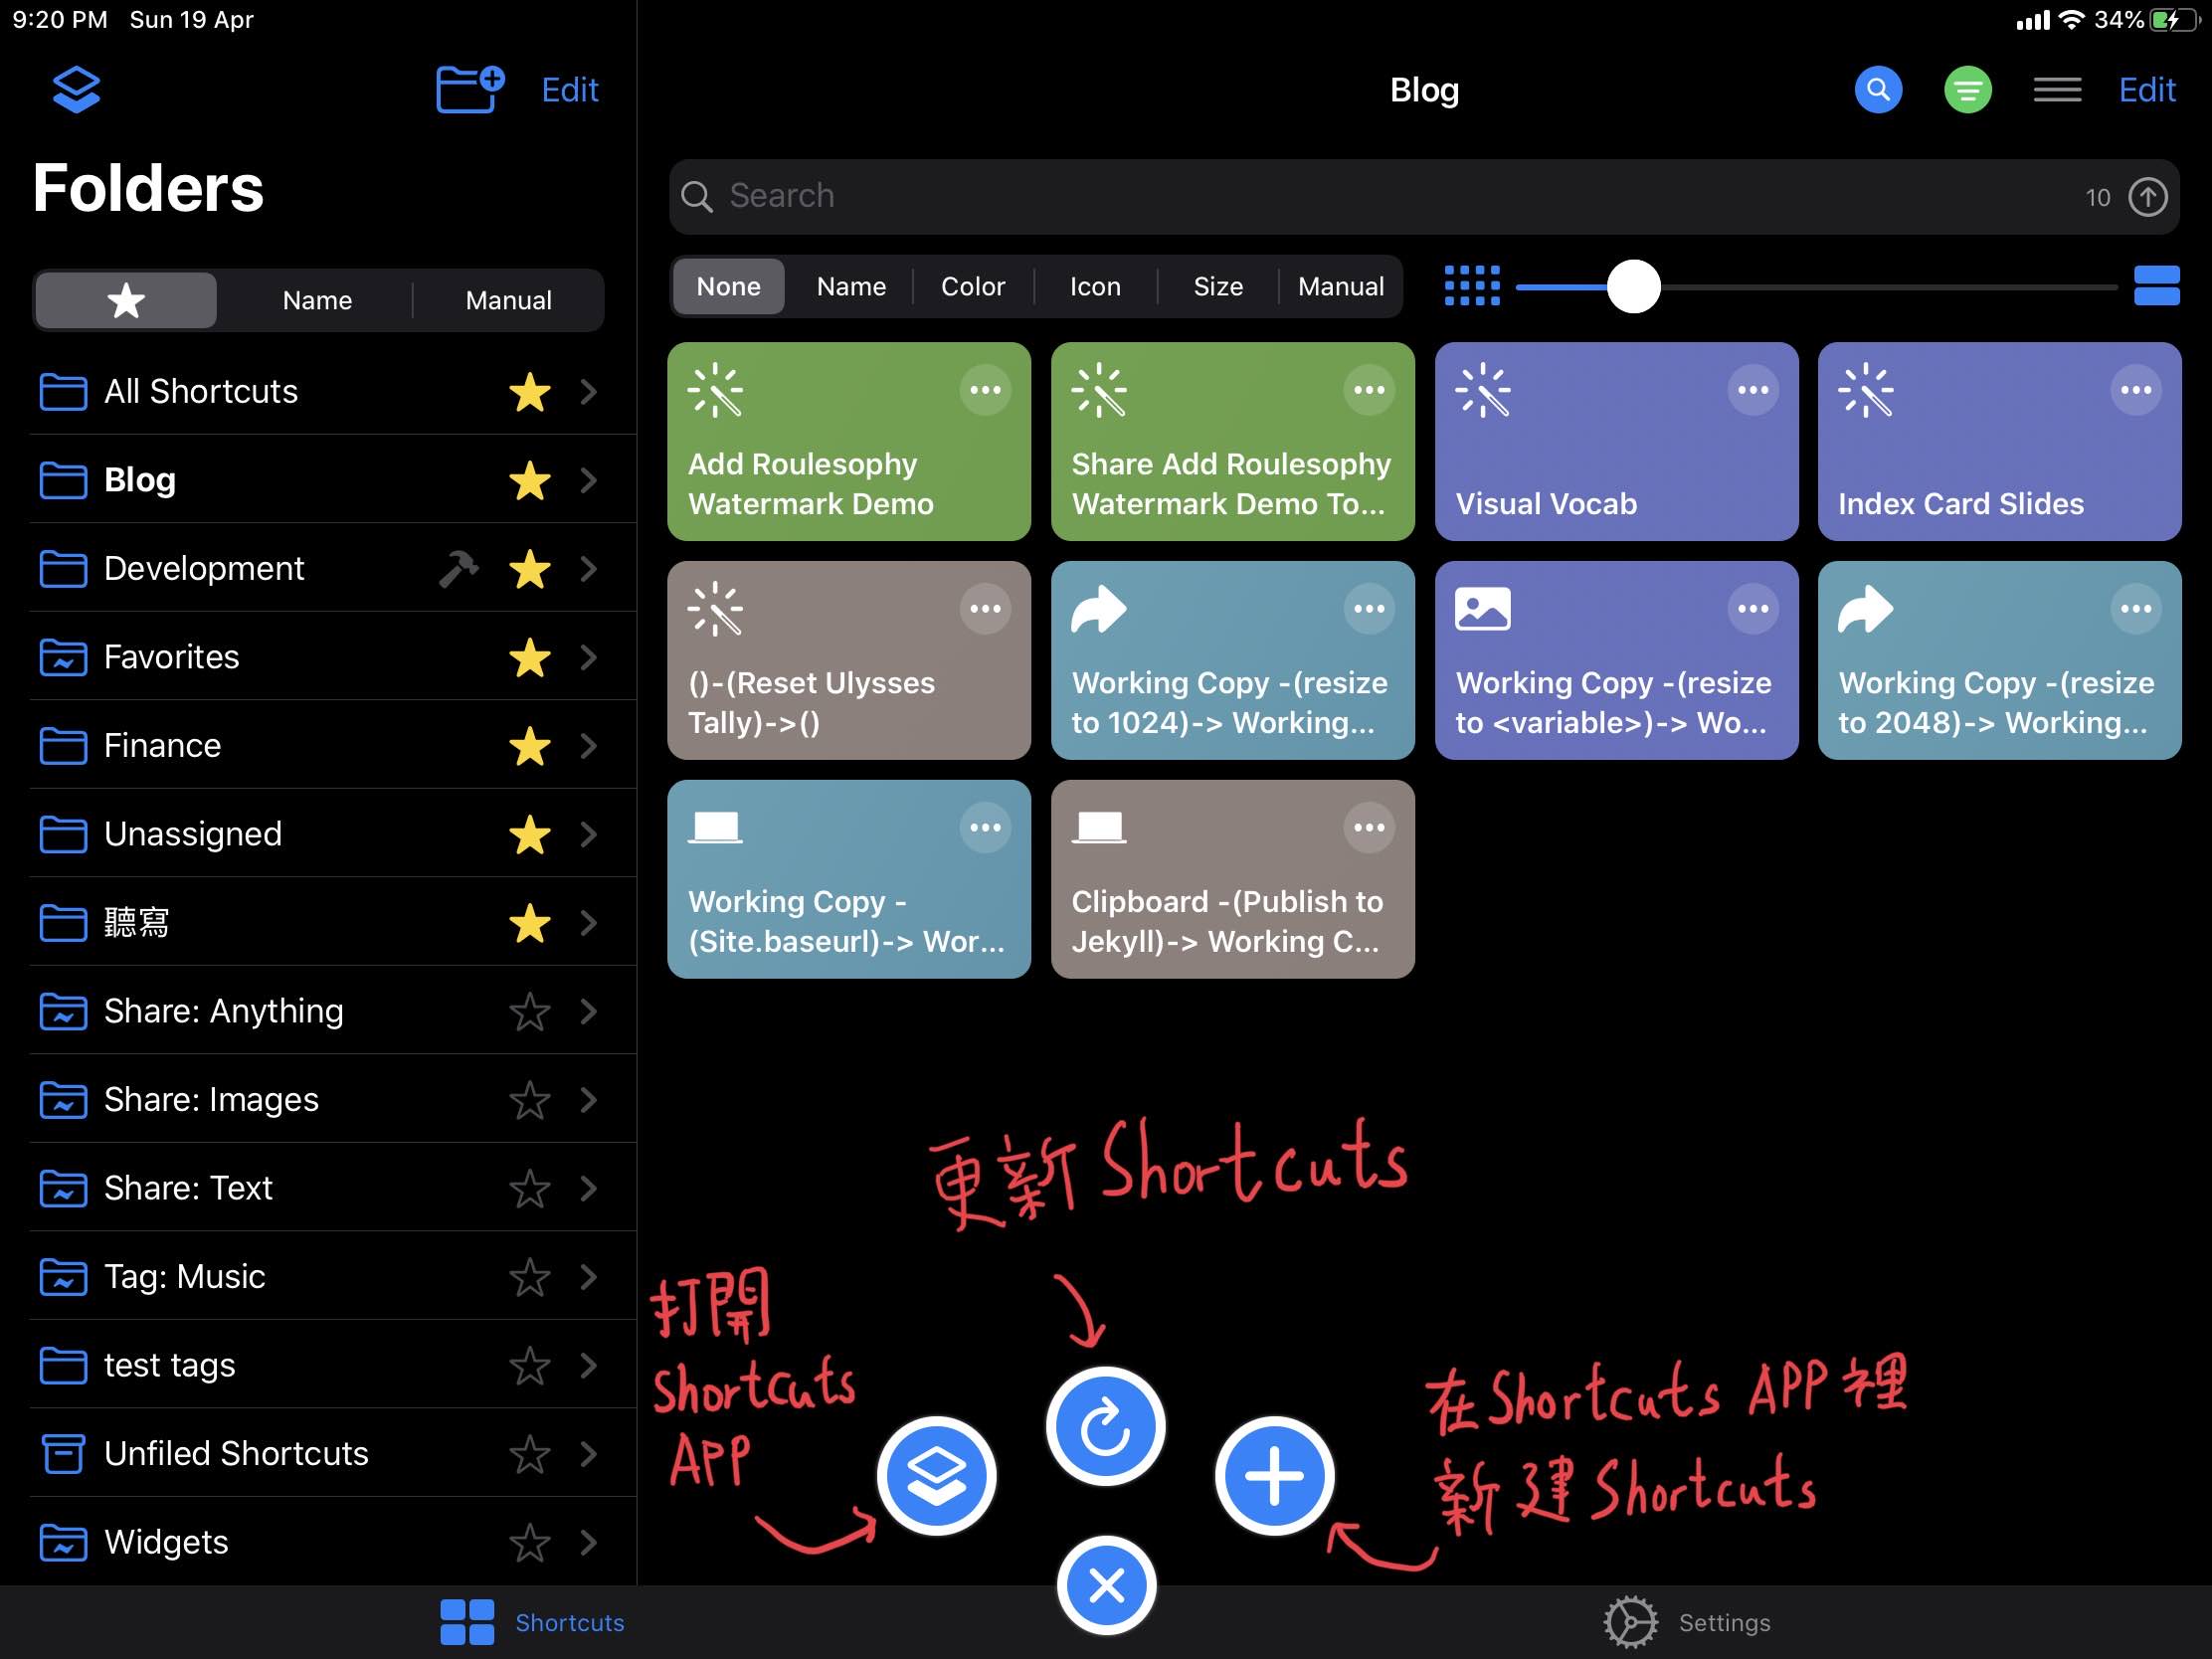 9:20 PM Sun 19 Apr
34%
Edit
Blog
Edit
Folders
Search
10
Name
Manual
None
Name
Color
Icon
Size
Manual
All Shortcuts
Blog
Development
Favorites
Finance
Unassigned
聽寫
Share: Anything
Share: Images
Share: Text
Tag: Music
test tags
Unfiled Shortcuts
Widgets
Add Roulesophy
Watermark Demo
Share Add Roulesophy
Watermark Demo To...
Visual Vocab
Index Card Slides
()-(Reset Ulysses
Tally)->()
Working Copy -(resize
to 1024)-> Working...
Working Copy -(resize
to <variable>)-> Wo...
Working Copy -(resize
to 2048)-> Working...
Working Copy -
(Site.baseurl)-> Wor...
Clipboard -(Publish to
Jekyll)-> Working C...
更新 Shortcuts
打開
Shortcuts
APP
在 Shortcuts APP 裡
新建 Shortcuts
Shortcuts
Settings